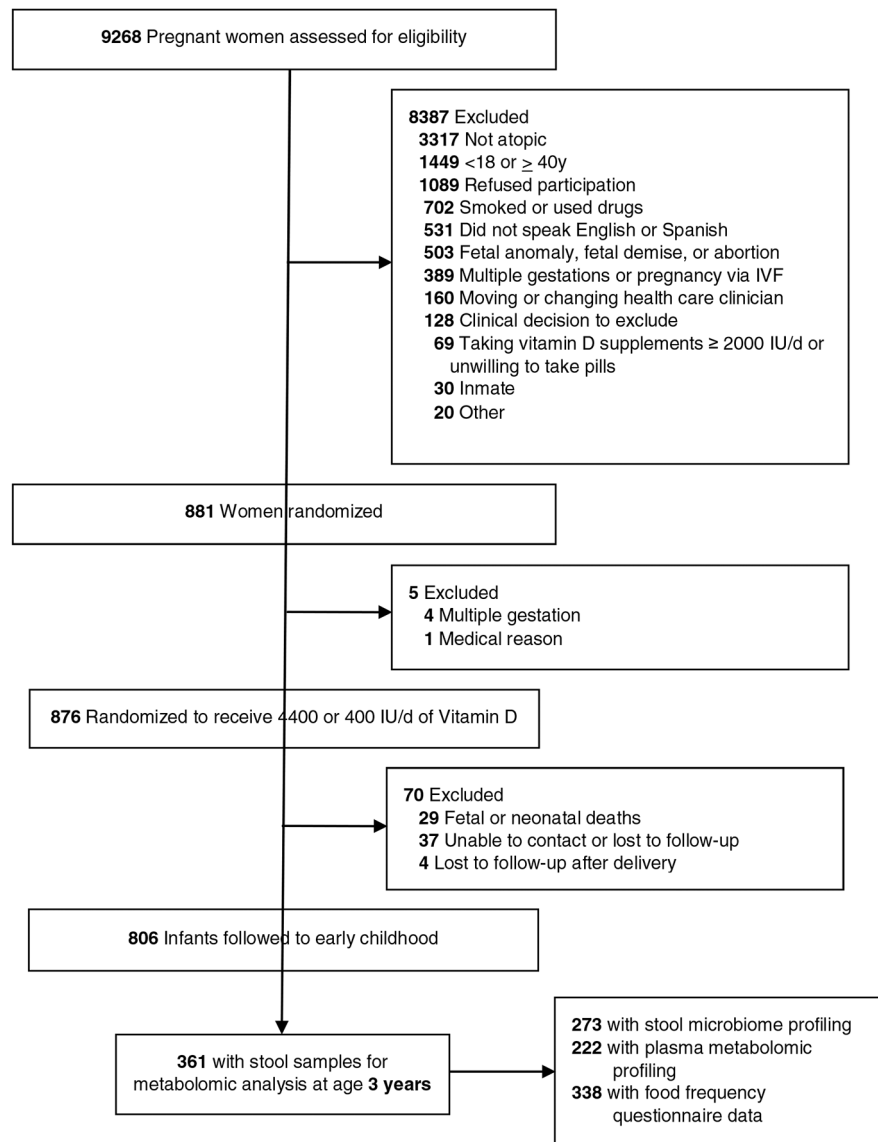 9268 Pregnant women assessed for eligibility
8387 Excluded
3317 Not atopic
1449 <18 or ≥ 40y
1089 Refused participation
702 Smoked or used drugs
531 Did not speak English or Spanish
503 Fetal anomaly, fetal demise, or abortion
389 Multiple gestations or pregnancy via IVF
160 Moving or changing health care clinician
128 Clinical decision to exclude
69 Taking vitamin D supplements ≥ 2000 IU/d or
unwilling to take pills
30 Inmate
20 Other
881 Women randomized
5 Excluded
4 Multiple gestation
1 Medical reason
876 Randomized to receive 4400 or 400 IU/d of Vitamin D
70 Excluded
29 Fetal or neonatal deaths
37 Unable to contact or lost to follow-up
4 Lost to follow-up after delivery
806 Infants followed to early childhood
361 with stool samples for
metabolomic analysis at age 3 years
273 with stool microbiome profiling
222 with plasma metabolomic
profiling
338 with food frequency
questionnaire data